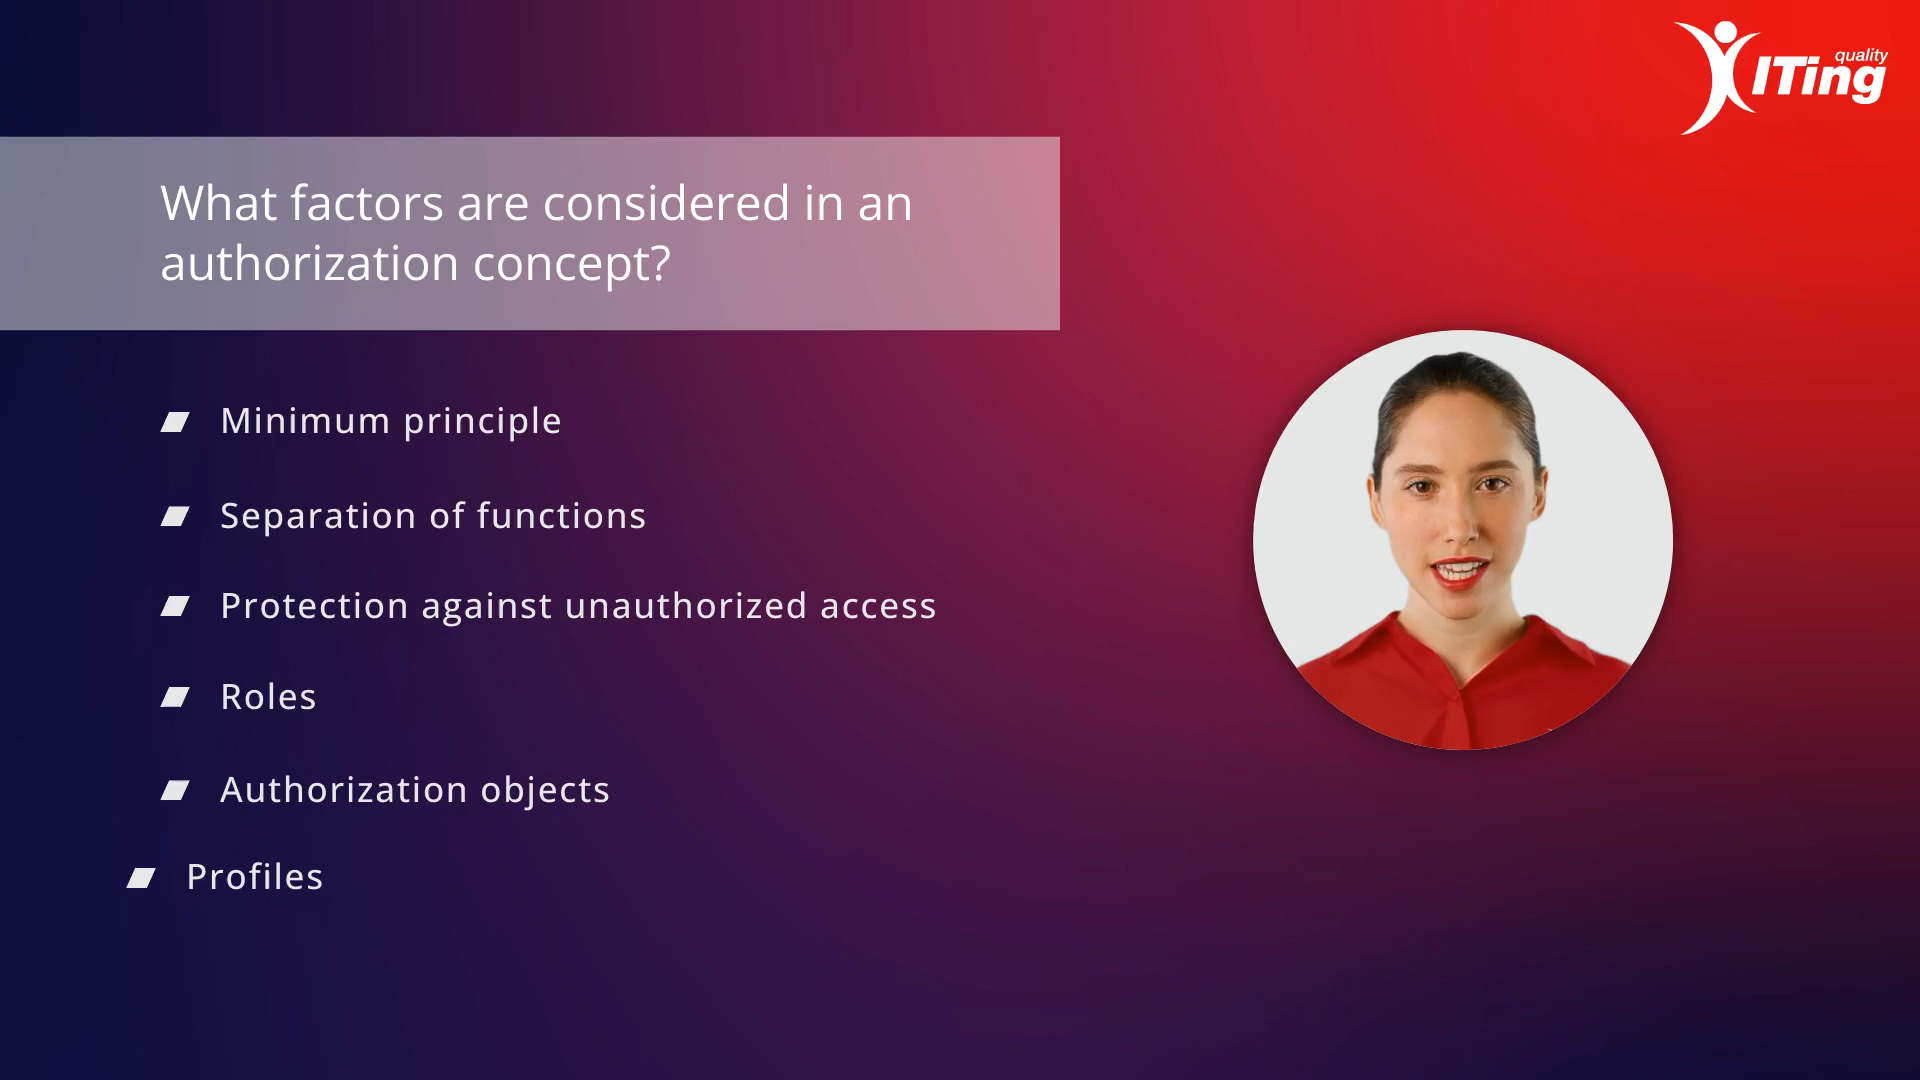 quality
ITing
What factors are considered in an
authorization concept?
Minimum principle
Separation of functions
Protection against unauthorized access
Roles
Authorization objects
Profiles